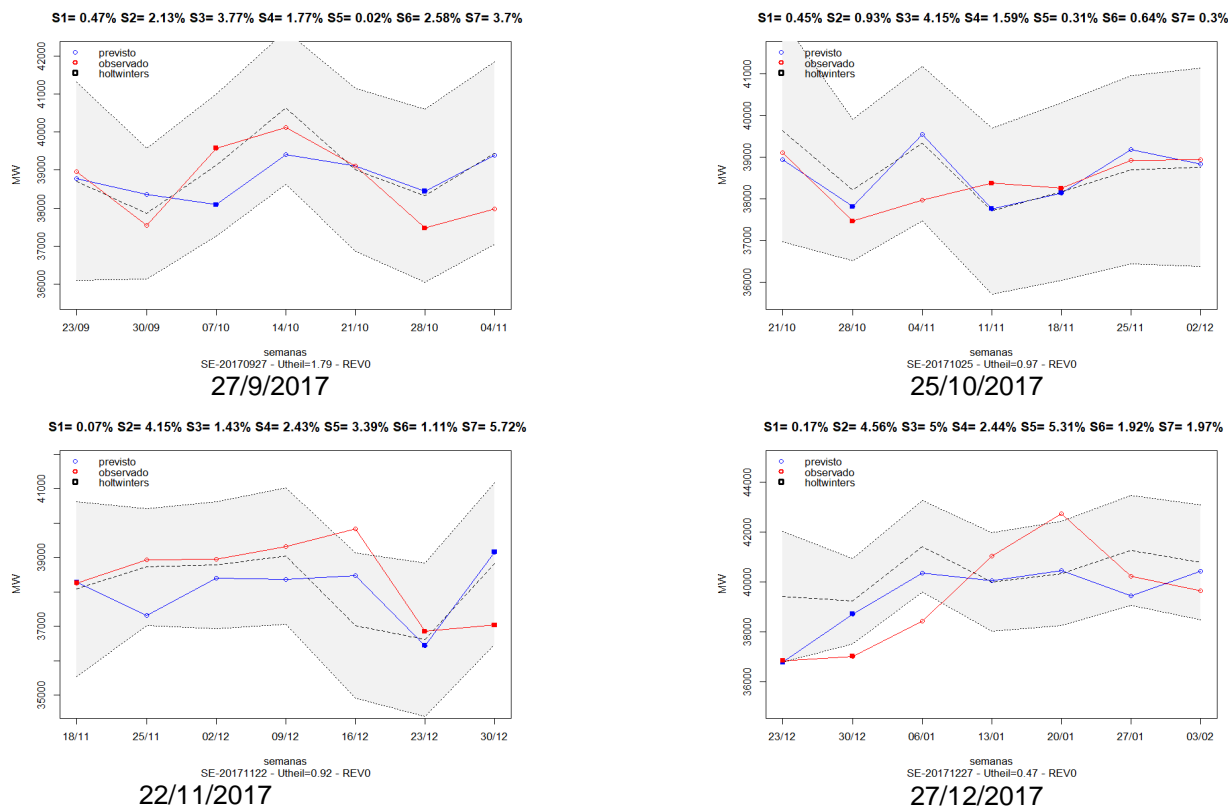 S1= 0.47% S2= 2.13% S3= 3.77% S4= 1.77% S5= 0.02% S6= 2.58% S7= 3.7%
previsto
observado
holtwinters
42000
41000
40000
39000
38000
37000
36000
MW
23/09 30/09 07/10 14/10 21/10 28/10 04/11
semanas
SE-20170927 - Utheil=1.79 - REV0
27/9/2017
S1= 0.45% S2= 0.93% S3= 4.15% S4= 1.59% S5= 0.31% S6= 0.64% S7= 0.3%
previsto
observado
holtwinters
41000
40000
39000
38000
37000
36000
MW
21/10 28/10 04/11 11/11 18/11 25/11 02/12
semanas
SE-20171025 - Utheil=0.97 - REV0
25/10/2017
S1= 0.07% S2= 4.15% S3= 1.43% S4= 2.43% S5= 3.39% S6= 1.11% S7= 5.72%
previsto
observado
holtwinters
41000
39000
37000
35000
MW
18/11 25/11 02/12 09/12 16/12 23/12 30/12
semanas
SE-20171122 - Utheil=0.92 - REV0
22/11/2017
S1= 0.17% S2= 4.56% S3= 5% S4= 2.44% S5= 5.31% S6= 1.92% S7= 1.97%
previsto
observado
holtwinters
44000
42000
40000
38000
36000
MW
23/12 30/12 06/01 13/01 20/01 27/01 03/02
semanas
SE-20171227 - Utheil=0.47 - REV0
27/12/2017